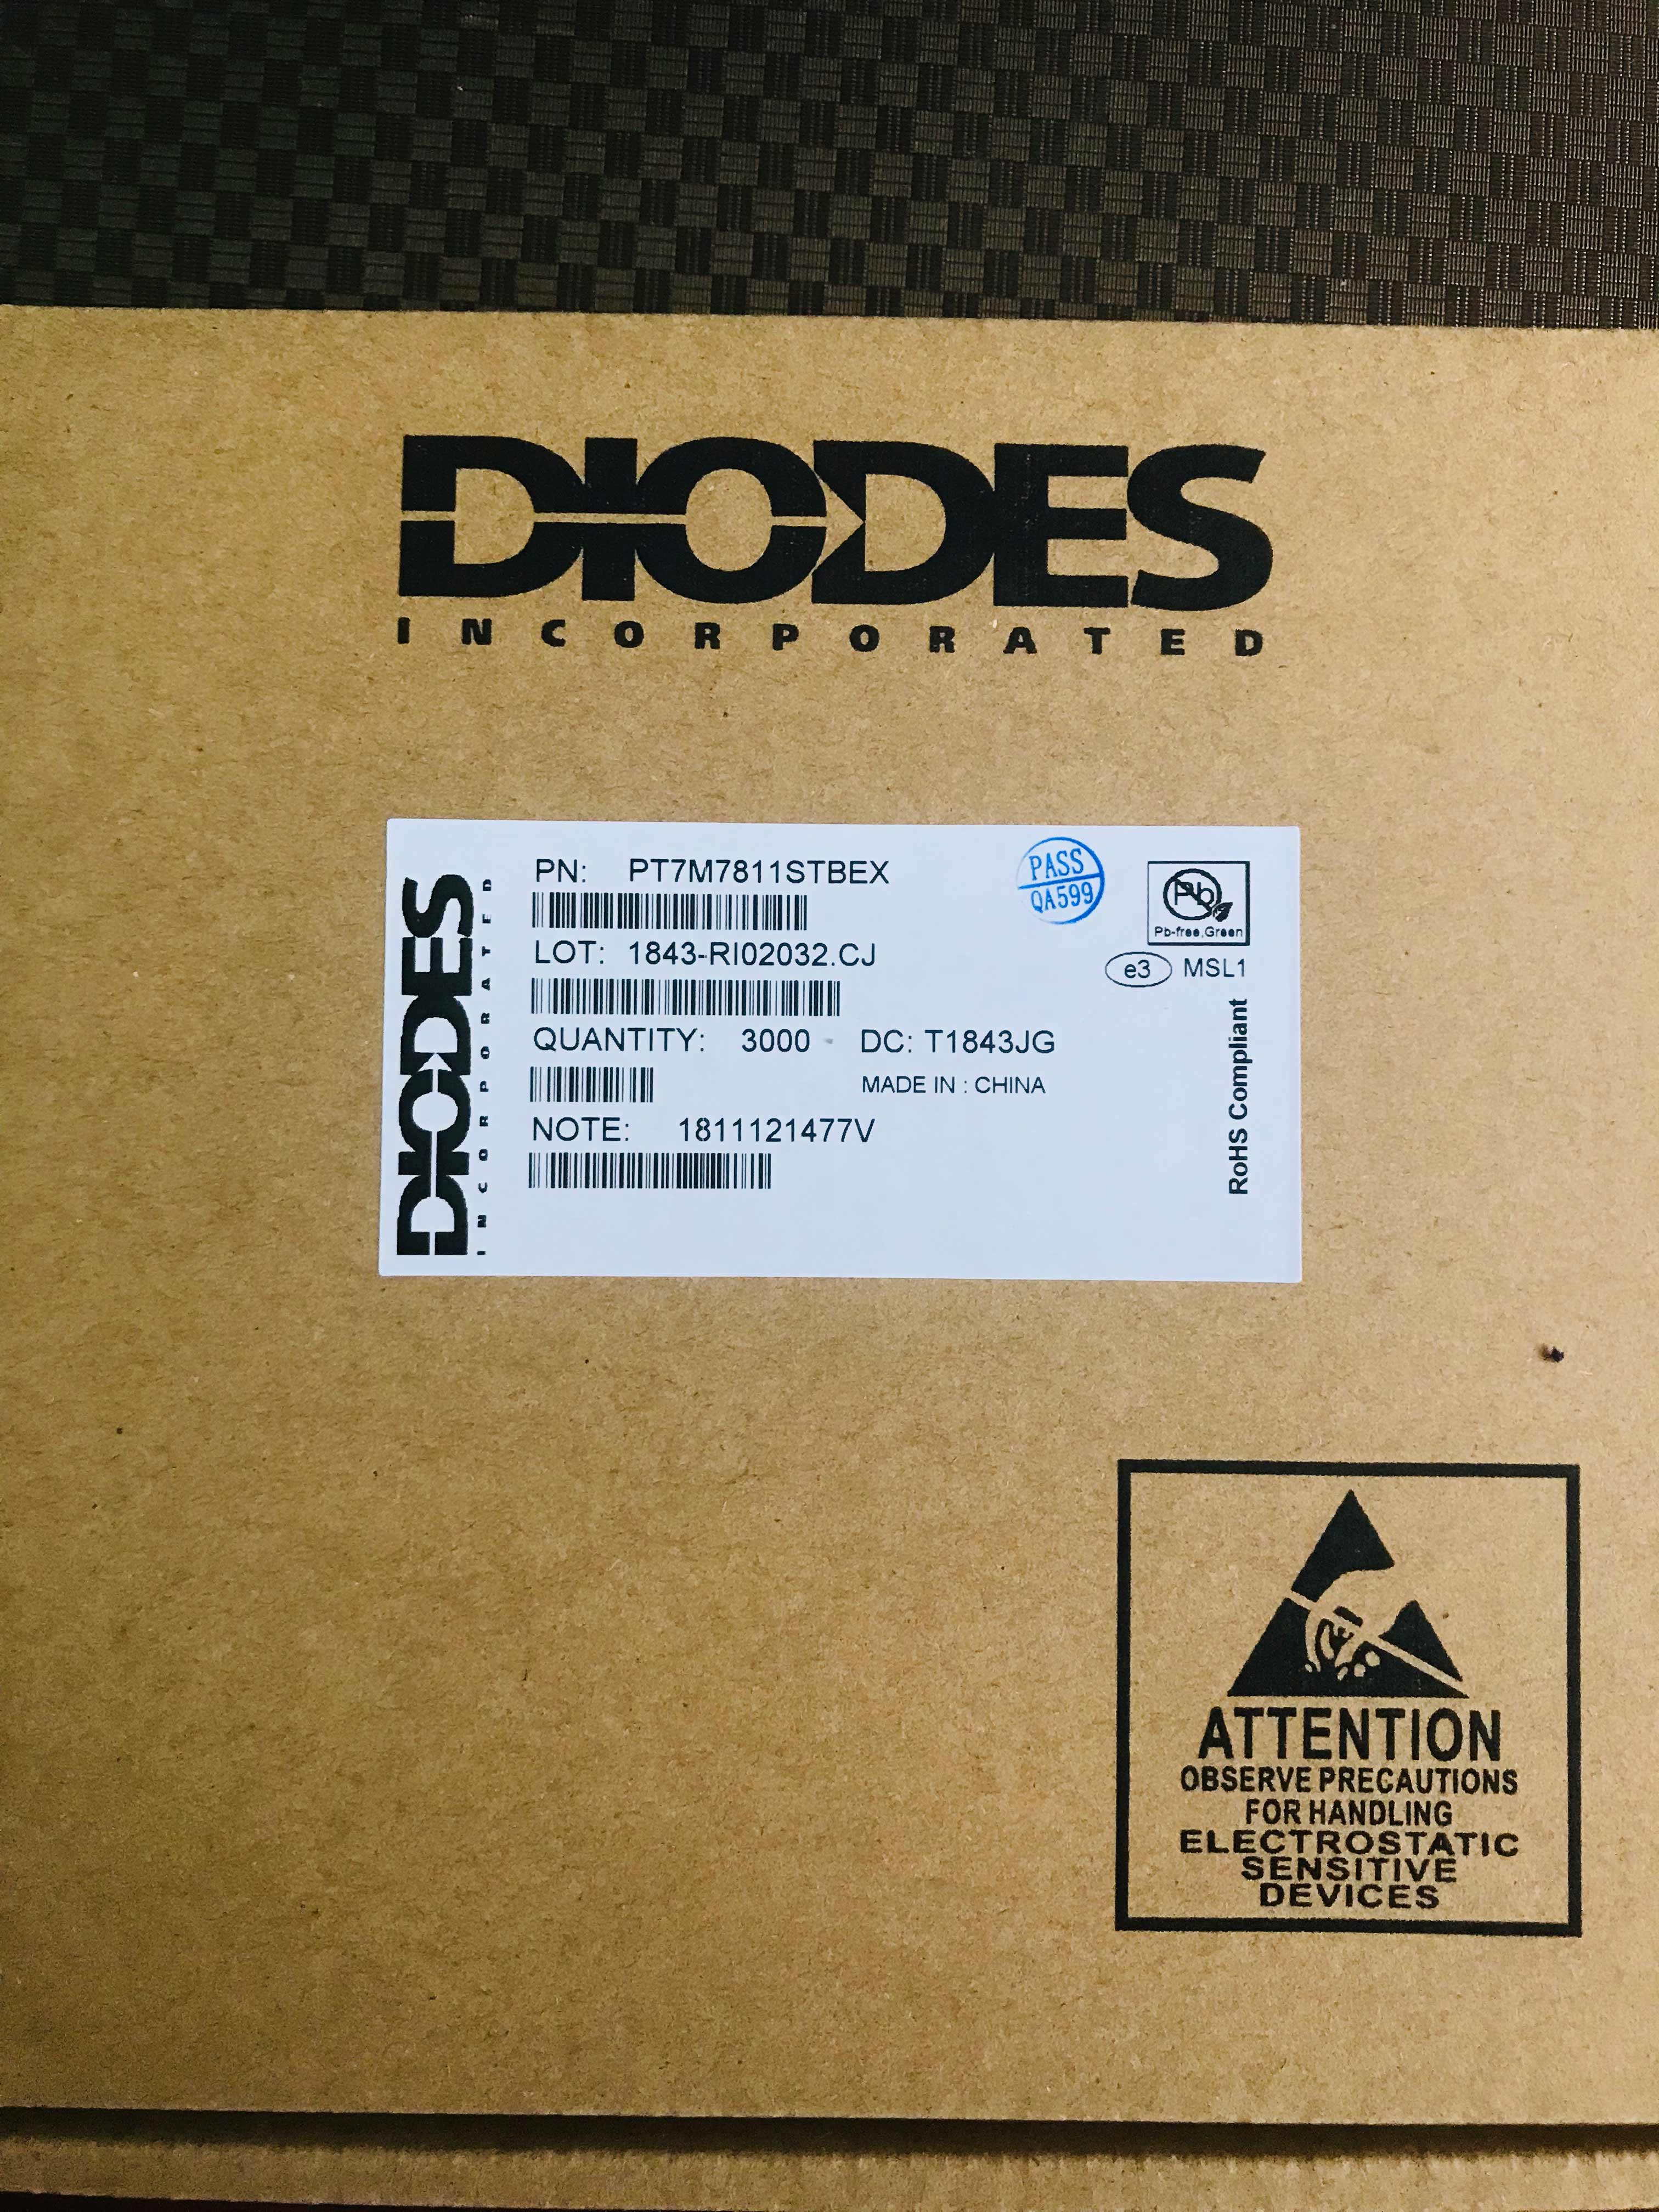 DIODES
INCORPORATED
DIODES
INCORPORATED
PN: PT7M7811STBEX
PASS
QA599
Pb
Pb-free,Green
LOT: 1843-RI02032.CJ
e3 MSL1
QUANTITY: 3000 DC: T1843JG
MADE IN : CHINA
NOTE: 1811121477V
RoHS Compliant
ATTENTION
OBSERVE PRECAUTIONS
FOR HANDLING
ELECTROSTATIC
SENSITIVE
DEVICES